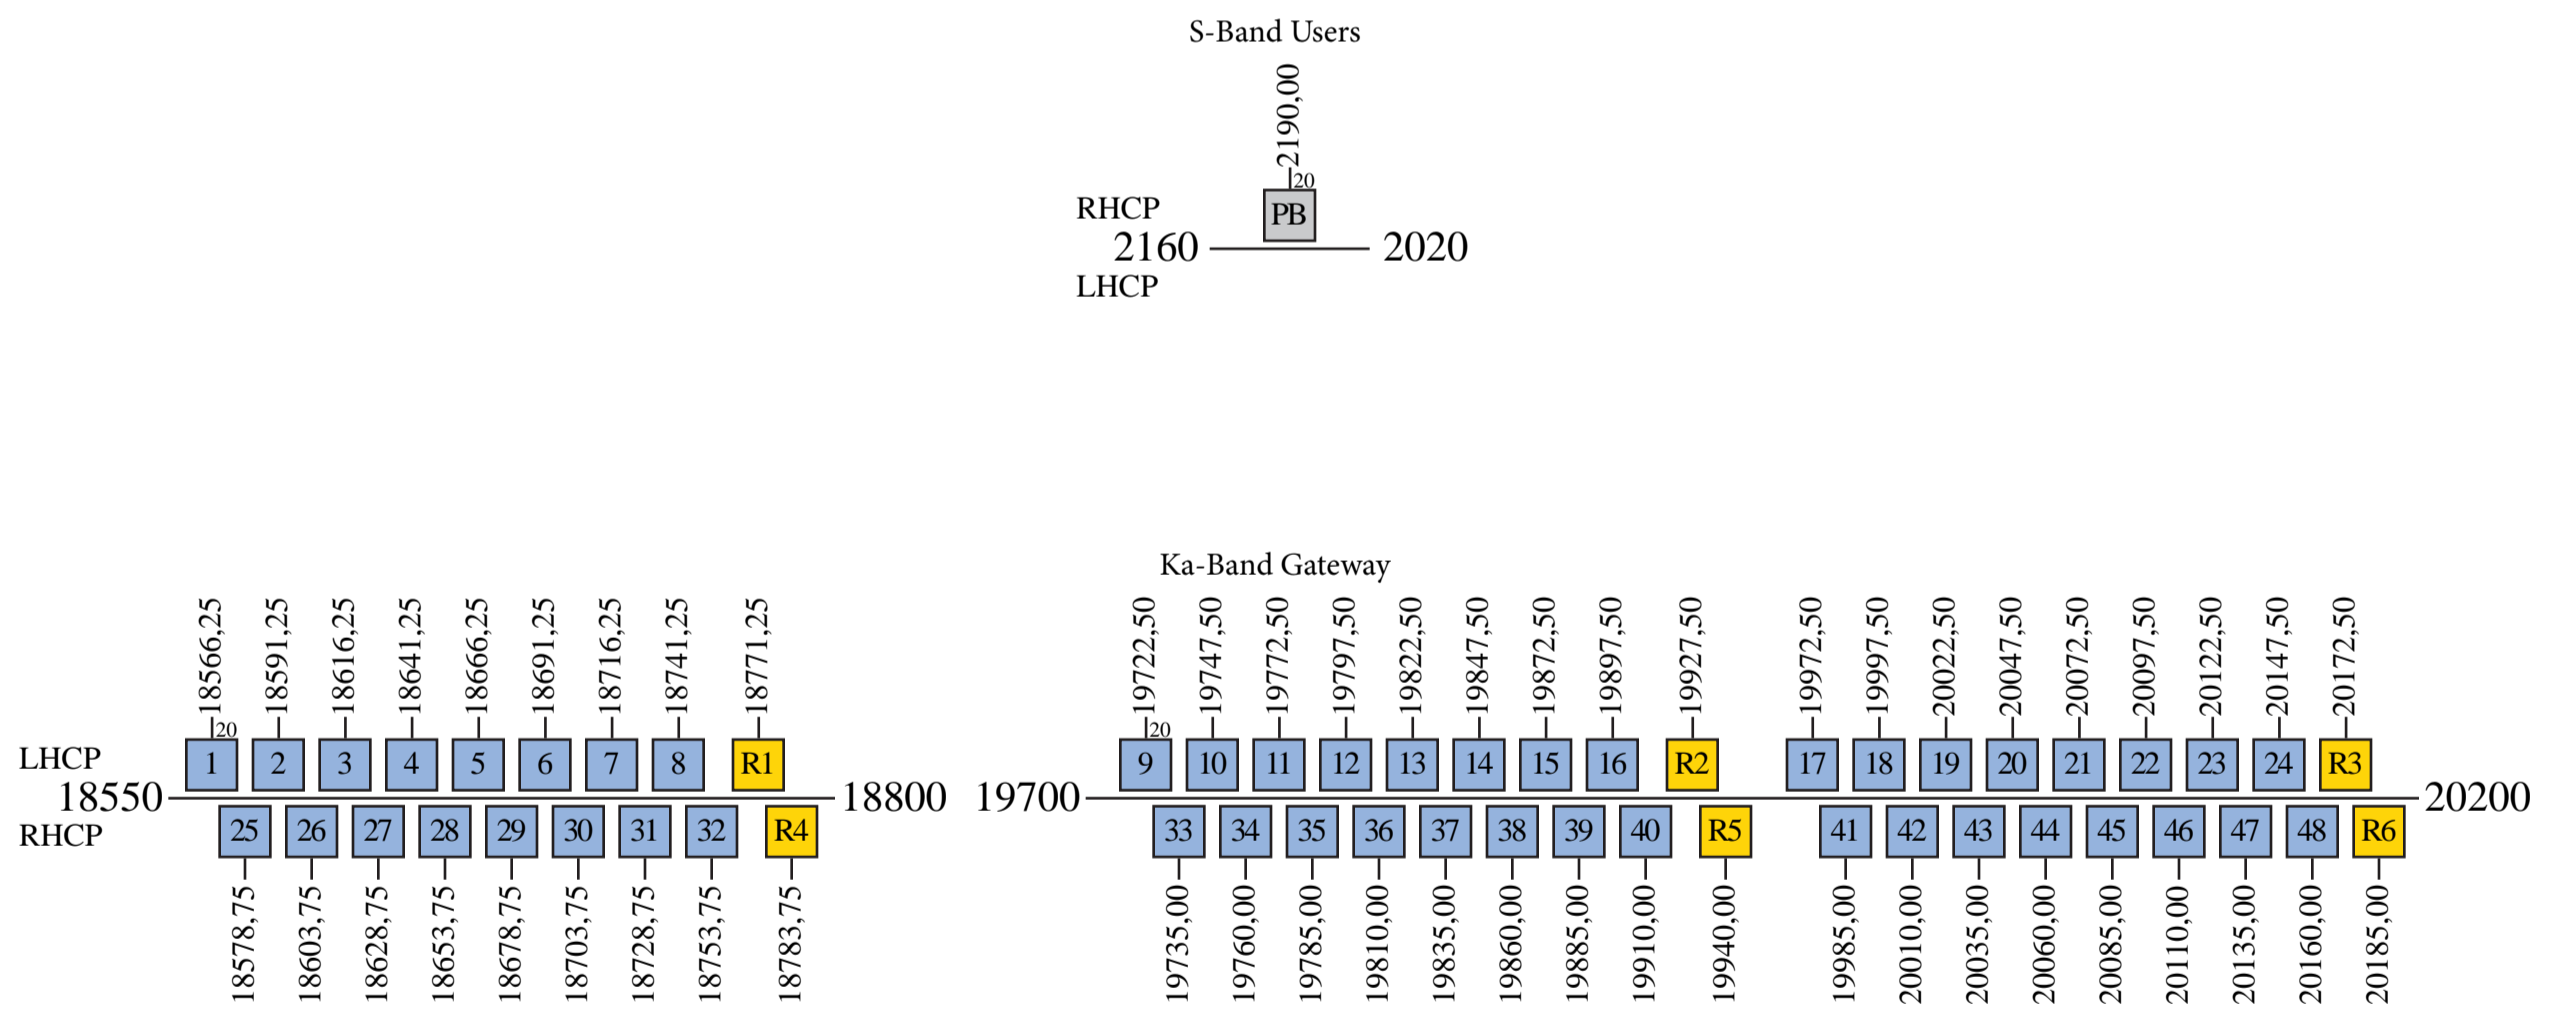 S-Band Users
2190,00
20
RHCP
PB
2160
2020
LHCP
Ka-Band Gateway
18566,25 18591,25 18616,25 18641,25 18666,25 18691,25 18716,25 18741,25 18771,25 19722,50 19747,50 19772,50 19797,50 19822,50 19847,50 19872,50 19897,50 19927,50 19972,50 19997,50 20022,50 20047,50 20072,50 20097,50 20122,50 20147,50 20172,50
20 20
LHCP 1 2 3 4 5 6 7 8 R1 9 10 11 12 13 14 15 16 R2 17 18 19 20 21 22 23 24 R3
18550 18800 19700 20200
RHCP 25 26 27 28 29 30 31 32 R4 33 34 35 36 37 38 39 40 R5 41 42 43 44 45 46 47 48 R6
18578,75 18603,75 18628,75 18653,75 18678,75 18703,75 18728,75 18753,75 18783,75 19735,00 19760,00 19785,00 19810,00 19835,00 19860,00 19885,00 19910,00 19940,00 19985,00 20010,00 20035,00 20060,00 20085,00 20110,00 20135,00 20160,00 20185,00